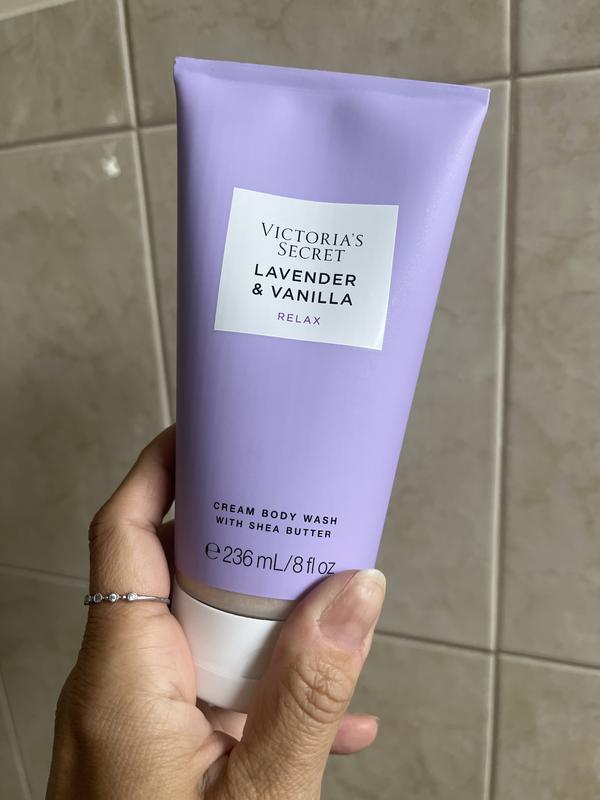 VICTORIA'S
SECRET
LAVENDER
& VANILLA
RELAX
CREAM BODY WASH
WITH SHEA BUTTER
℮ 236 mL/8 fl oz